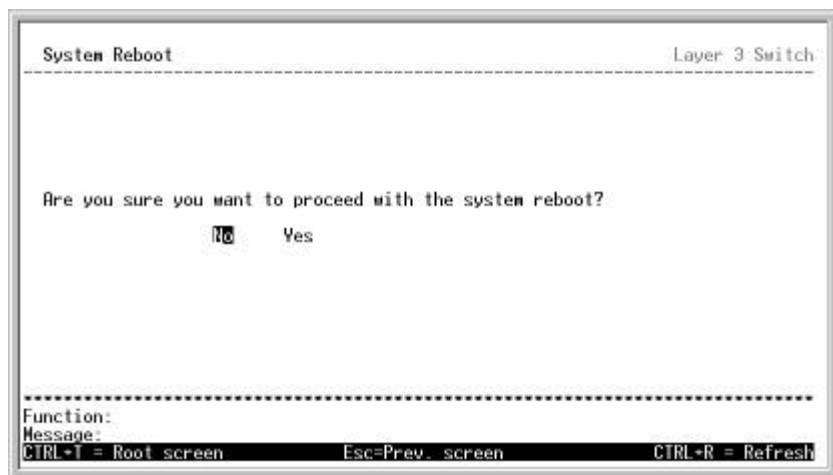 System Reboot Layer 3 Switch
Are you sure you want to proceed with the system reboot?
No Yes
Function:
Message:
CTRL+T = Root screen Esc=Prev. screen CTRL+R = Refresh